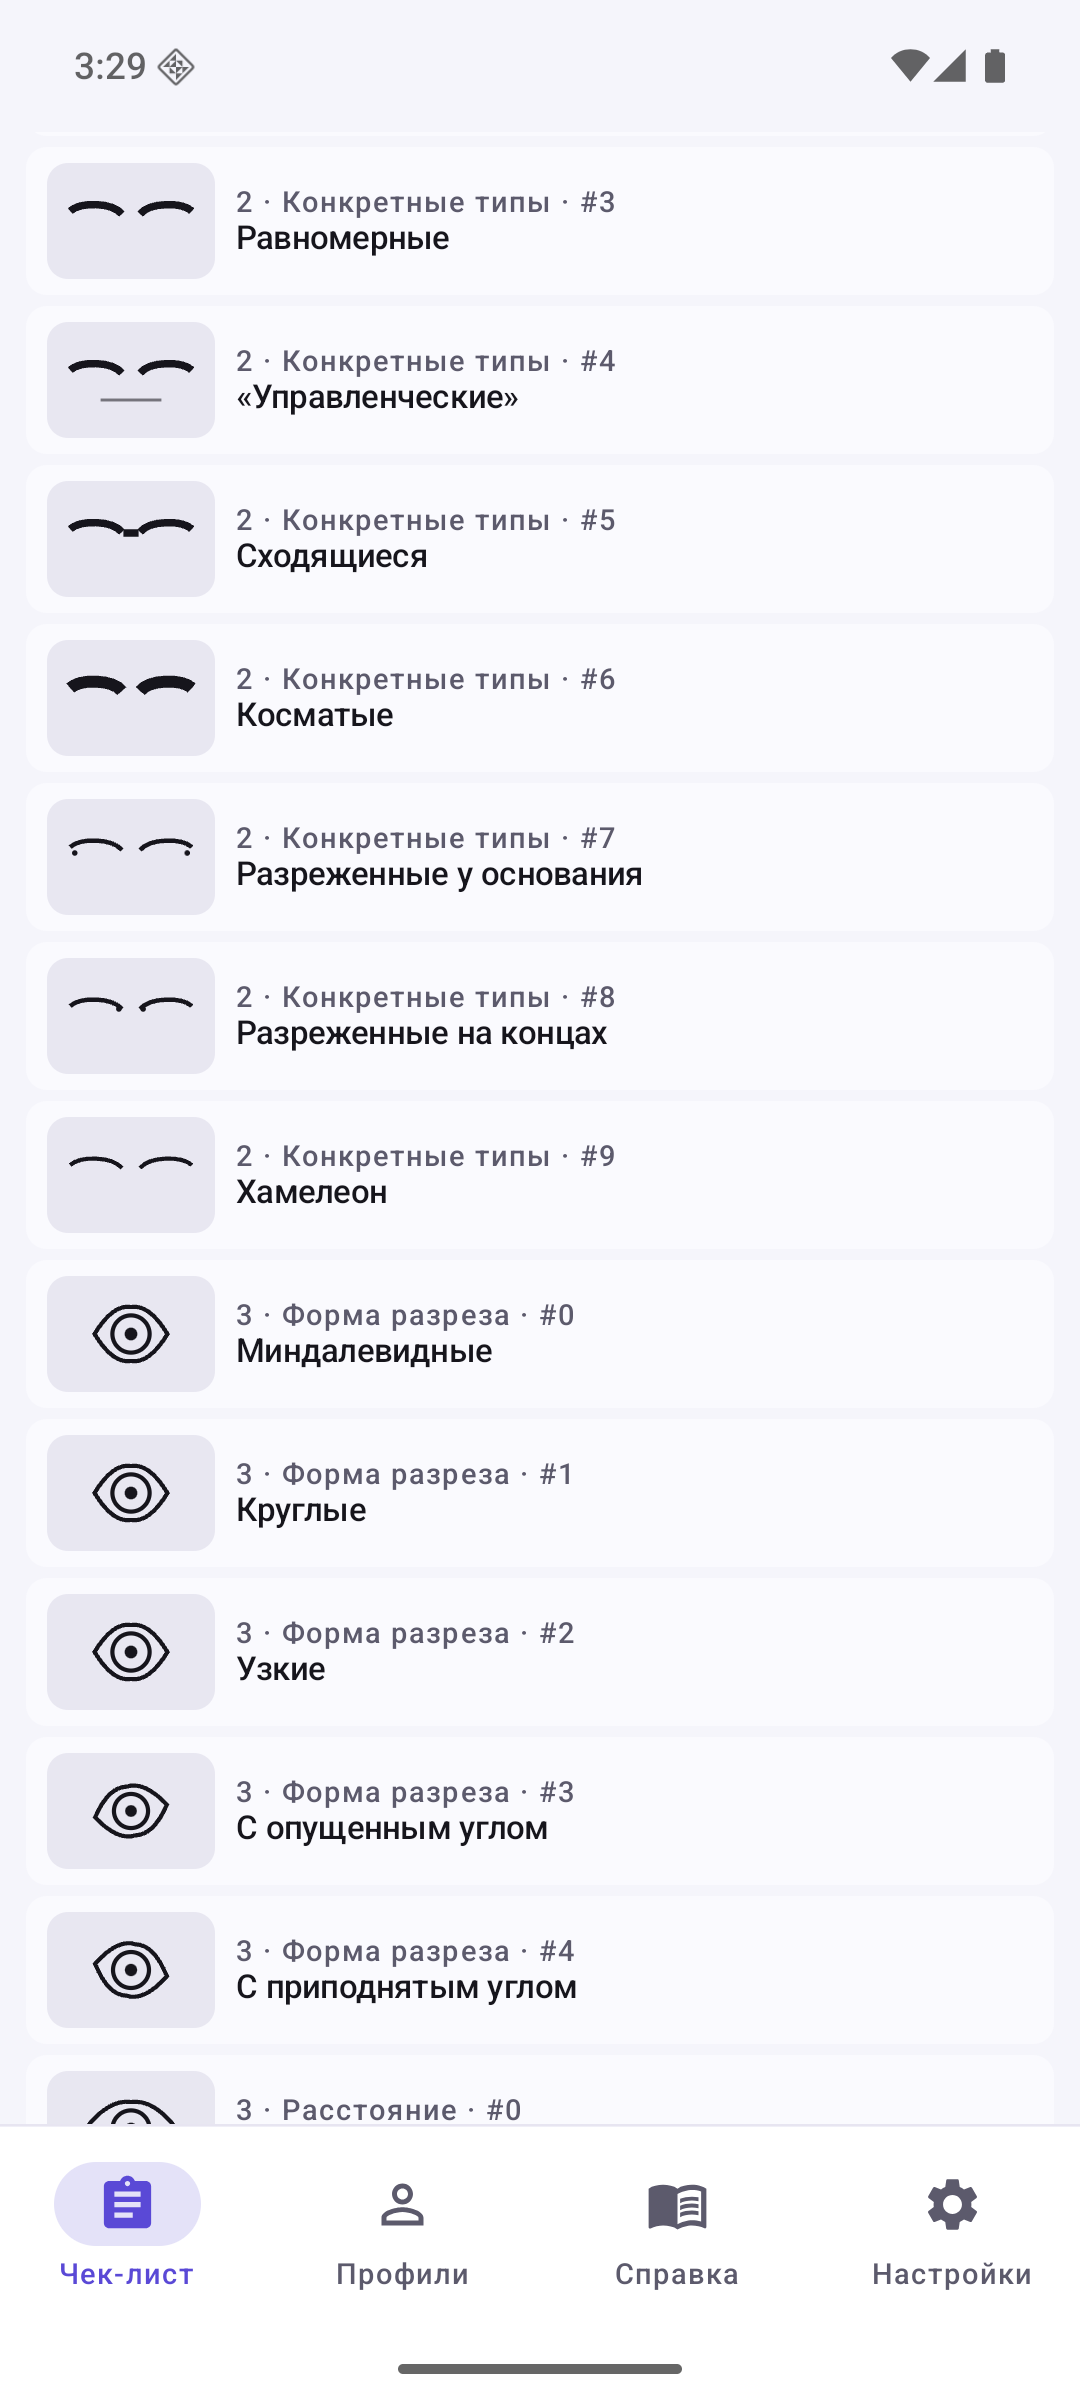 3:29
2 · Конкретные типы · #3
Равномерные
2 · Конкретные типы · #4
«Управленческие»
2 · Конкретные типы · #5
Сходящиеся
2 · Конкретные типы · #6
Косматые
2 · Конкретные типы · #7
Разреженные у основания
2 · Конкретные типы · #8
Разреженные на концах
2 · Конкретные типы · #9
Хамелеон
3 · Форма разреза · #0
Миндалевидные
3 · Форма разреза · #1
Круглые
3 · Форма разреза · #2
Узкие
3 · Форма разреза · #3
С опущенным углом
3 · Форма разреза · #4
С приподнятым углом
3 · Расстояние · #0
Чек-лист
Профили
Справка
Настройки